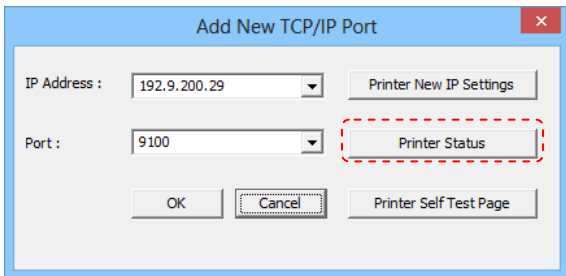 Add New TCP/IP Port
IP Address : 192.9.200.29 Printer New IP Settings
Port : 9100 Printer Status
OK Cancel Printer Self Test Page